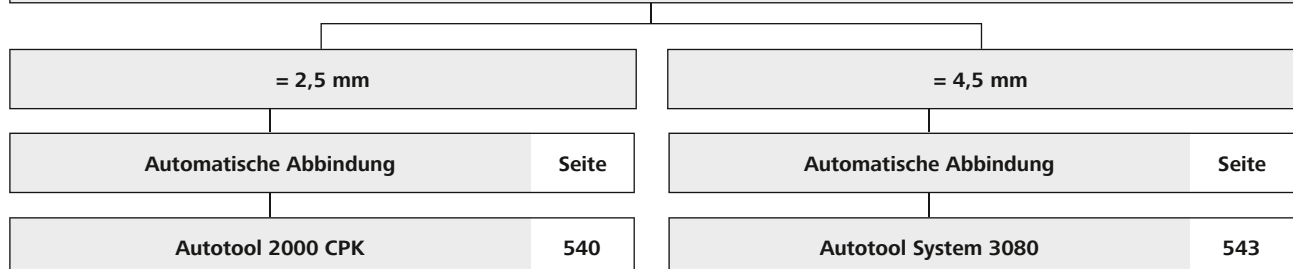 = 2,5 mm
= 4,5 mm
Automatische Abbindung Seite
Automatische Abbindung Seite
Autotool 2000 CPK 540
Autotool System 3080 543